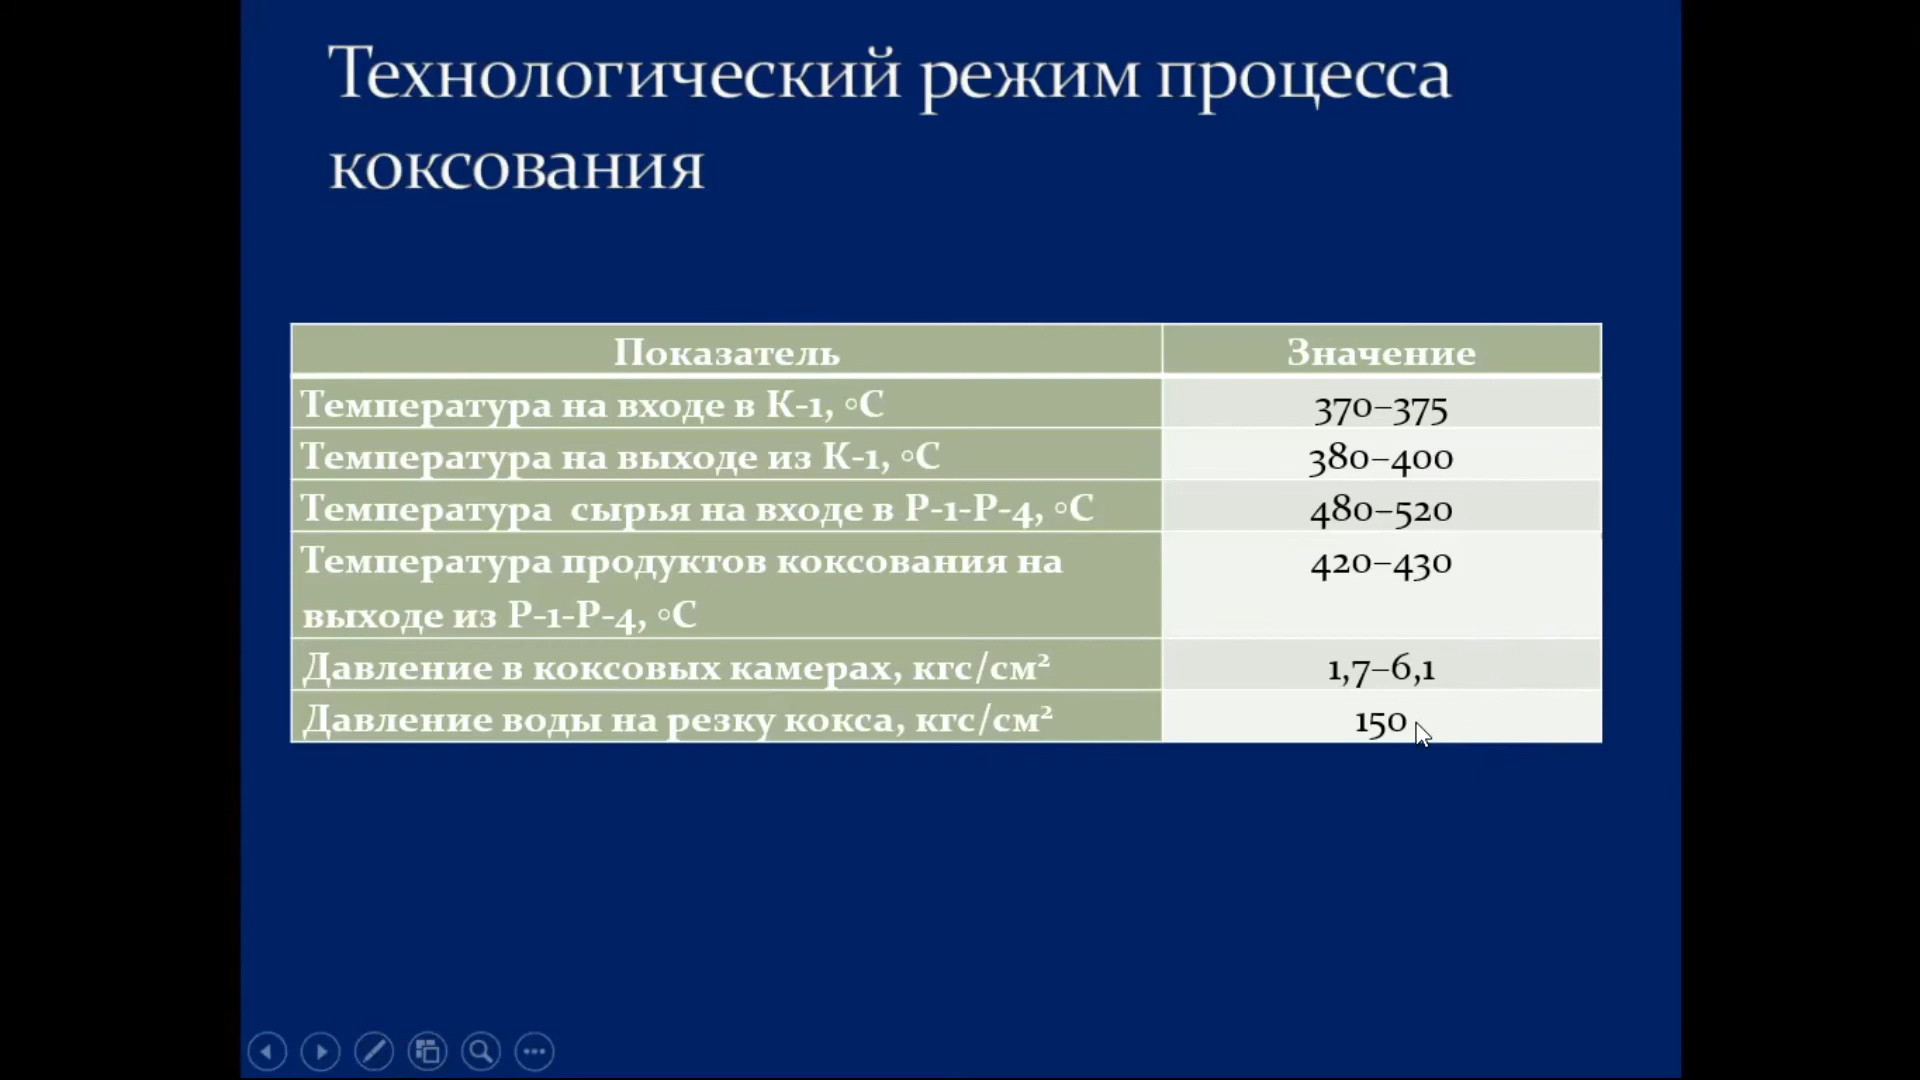 Технологический режим процесса
коксования
Показатель Значение
Температура на входе в К-1, ◦С 370–375
Температура на выходе из К-1, ◦С 380–400
Температура  сырья на входе в Р-1-Р-4, ◦С 480–520
Температура продуктов коксования на 420–430
выходе из Р-1-Р-4, ◦С
Давление в коксовых камерах, кгс/см² 1,7–6,1
Давление воды на резку кокса, кгс/см² 150